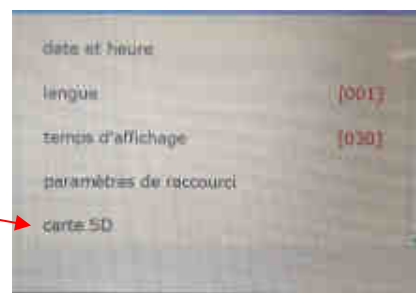 date et heure
langue [001]
temps d'affichage [030]
paramètres de raccourci
carte SD